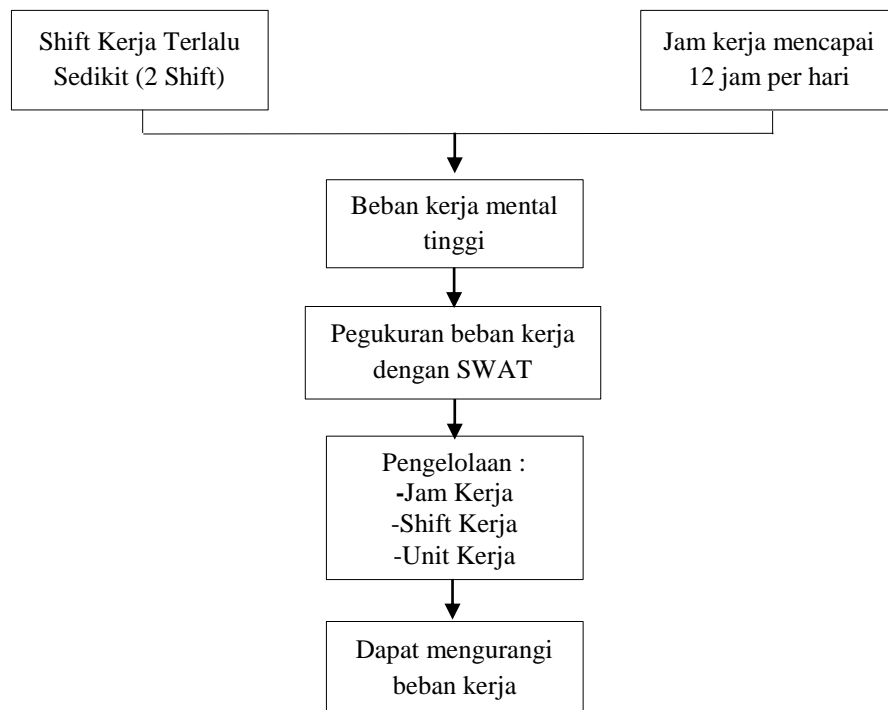 Shift Kerja Terlalu
Sedikit (2 Shift)
Jam kerja mencapai
12 jam per hari
Beban kerja mental
tinggi
Pegukuran beban kerja
dengan SWAT
Pengelolaan :
-Jam Kerja
-Shift Kerja
-Unit Kerja
Dapat mengurangi
beban kerja